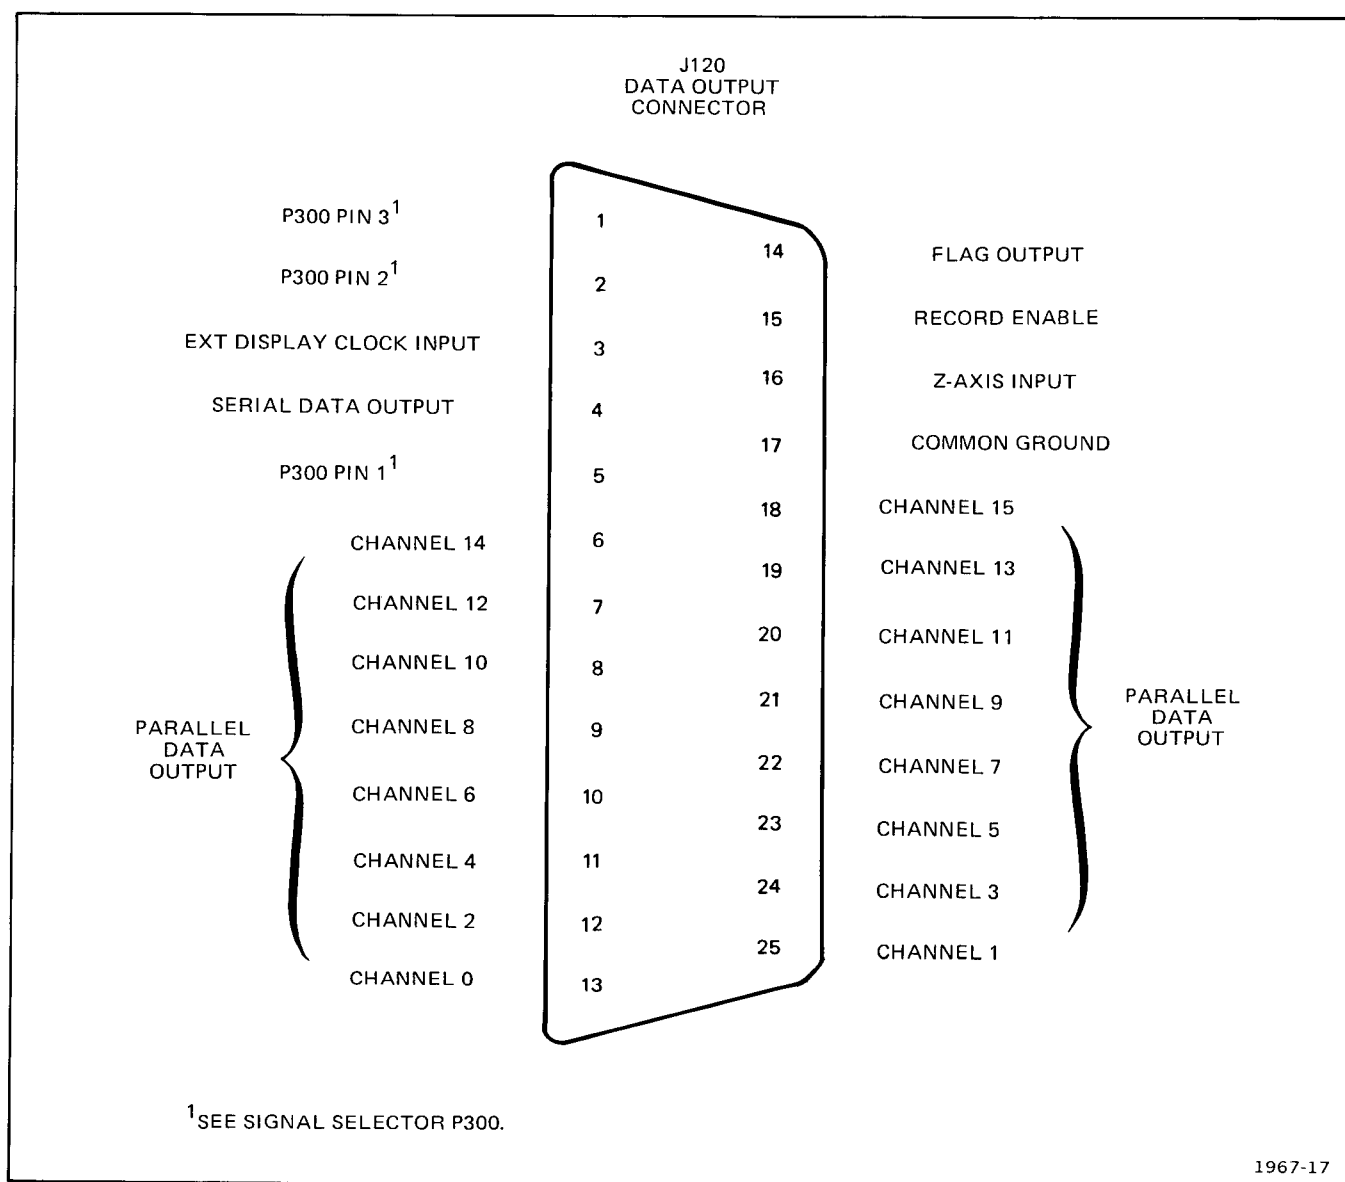 J120
DATA OUTPUT
CONNECTOR
P300 PIN 3¹
1
14
FLAG OUTPUT
P300 PIN 2¹
2
15
RECORD ENABLE
EXT DISPLAY CLOCK INPUT
3
16
Z-AXIS INPUT
SERIAL DATA OUTPUT
4
17
COMMON GROUND
P300 PIN 1¹
5
18
CHANNEL 15
CHANNEL 14
6
19
CHANNEL 13
CHANNEL 12
7
20
CHANNEL 11
CHANNEL 10
8
21
CHANNEL 9
CHANNEL 8
9
22
CHANNEL 7
CHANNEL 6
10
23
CHANNEL 5
CHANNEL 4
11
24
CHANNEL 3
CHANNEL 2
12
25
CHANNEL 1
CHANNEL 0
13
PARALLEL
DATA
OUTPUT
PARALLEL
DATA
OUTPUT
¹SEE SIGNAL SELECTOR P300.
1967-17